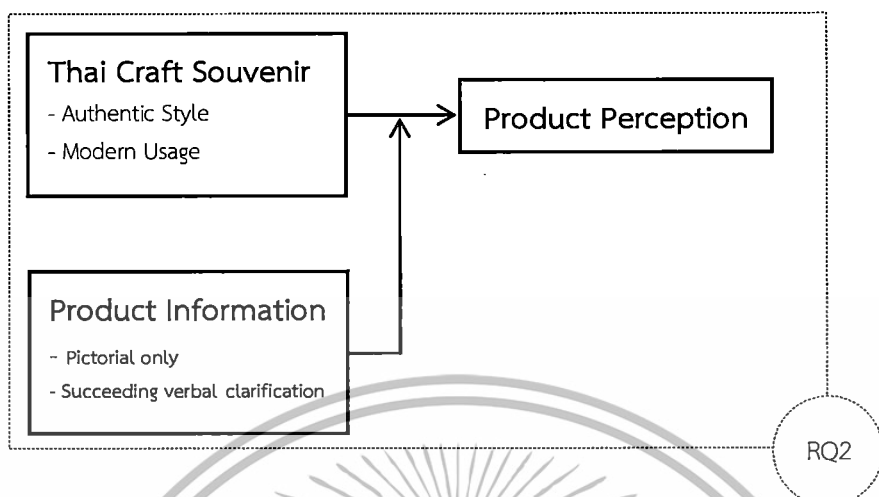 Thai Craft Souvenir
- Authentic Style
- Modern Usage
Product Perception
Product Information
- Pictorial only
- Succeeding verbal clarification
RQ2